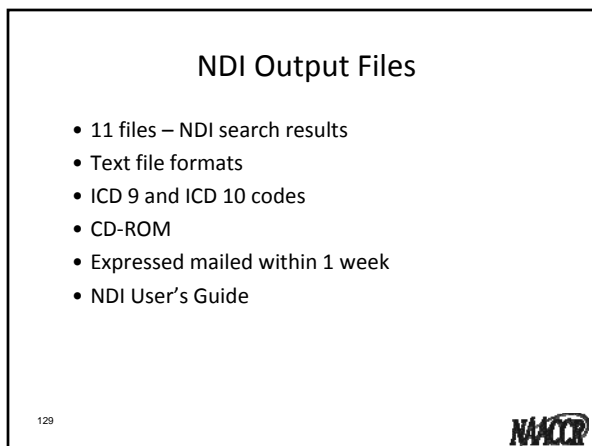 NDI Output Files
• 11 files – NDI search results
• Text file formats
• ICD 9 and ICD 10 codes
• CD-ROM
• Expressed mailed within 1 week
• NDI User's Guide
129
NAACCR